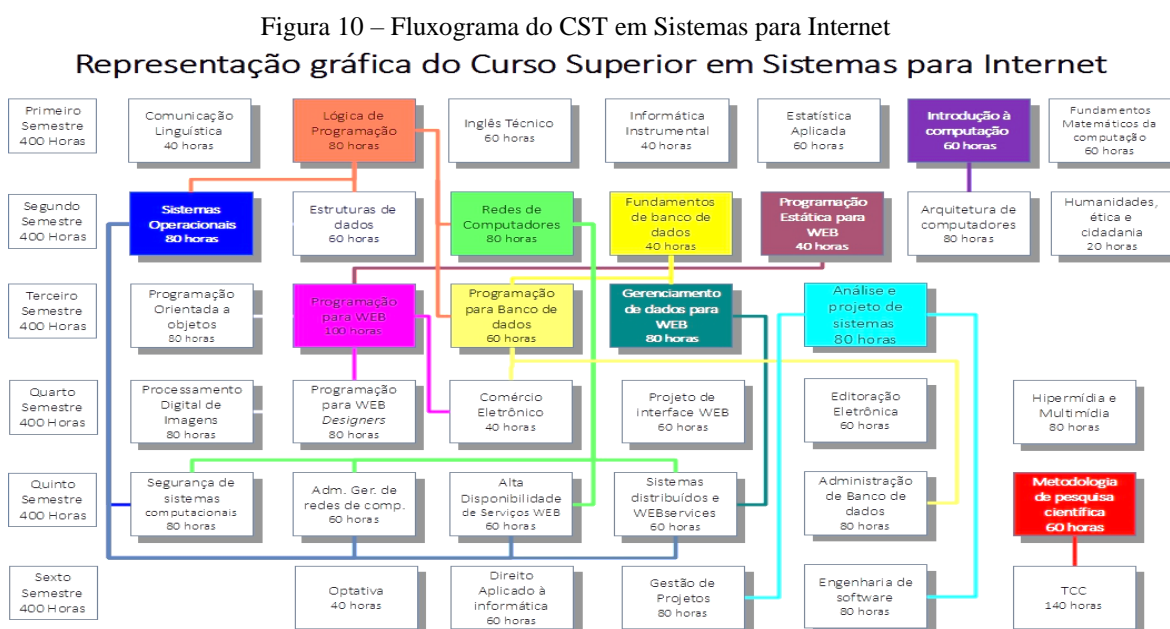 Figura 10 – Fluxograma do CST em Sistemas para Internet
Representação gráfica do Curso Superior em Sistemas para Internet
Primeiro
Semestre
400 Horas
Comunicação
Linguística
40 horas
Lógica de
Programação
80 horas
Inglês Técnico
60 horas
Informática
Instrumental
40 horas
Estatística
Aplicada
60 horas
Introdução à
computação
60 horas
Fundamentos
Matemáticos da
computação
60 horas
Segundo
Semestre
400 Horas
Sistemas
Operacionais
80 horas
Estruturas de
dados
60 horas
Redes de
Computadores
80 horas
Fundamentos
de banco de
dados
40 horas
Programação
Estática para
WEB
40 horas
Arquitetura de
computadores
80 horas
Humanidades,
ética e
cidadania
20 horas
Terceiro
Semestre
400 Horas
Programação
Orientada a
objetos
80 horas
Programação
para WEB
100 horas
Programação
para Banco de
dados
60 horas
Gerenciamento
de dados para
WEB
80 horas
Análise e
projeto de
sistemas
80 horas
Quarto
Semestre
400 Horas
Processamento
Digital de
Imagens
80 horas
Programação
para WEB
Designers
80 horas
Comércio
Eletrônico
40 horas
Projeto de
interface WEB
60 horas
Editoração
Eletrônica
60 horas
Hipermídia e
Multimídia
80 horas
Quinto
Semestre
400 Horas
Segurança de
sistemas
computacionais
80 horas
Adm. Ger. de
redes de comp.
60 horas
Alta
Disponibilidade
de Serviços WEB
60 horas
Sistemas
distribuídos e
WEBservices
60 horas
Administração
de Banco de
dados
80 horas
Metodologia
de pesquisa
científica
60 horas
Sexto
Semestre
400 Horas
Optativa
40 horas
Direito
Aplicado à
informática
60 horas
Gestão de
Projetos
80 horas
Engenharia de
software
80 horas
TCC
140 horas